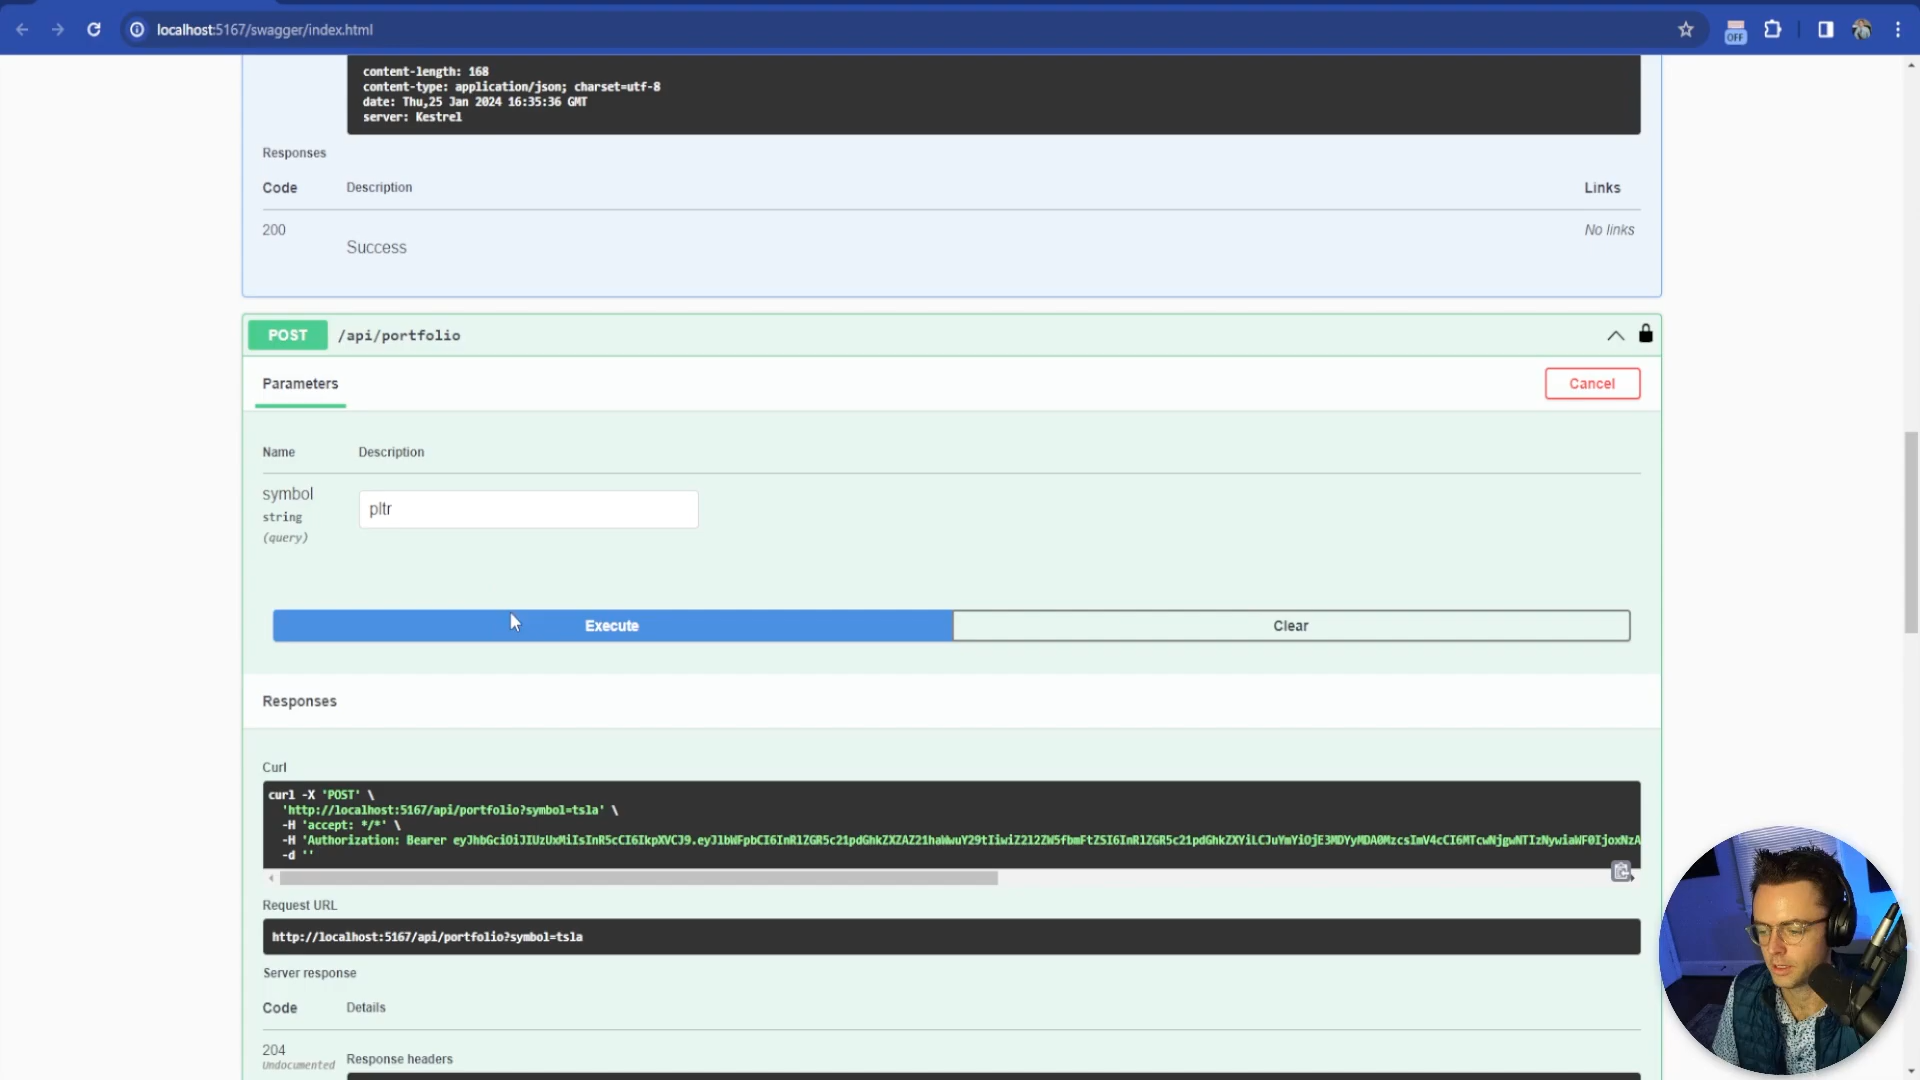 localhost:5167/swagger/index.html
OFF
content-length: 168
content-type: application/json; charset=utf-8
date: Thu,25 Jan 2024 16:35:36 GMT
server: Kestrel
Responses
Code Description Links
200 No links
Success
POST /api/portfolio
Parameters Cancel
Name Description
symbol
string
(query)
pltr
Execute Clear
Responses
Curl
curl -X 'POST' \
'http://localhost:5167/api/portfolio?symbol=tsla' \
-H 'accept: */*' \
-H 'Authorization: Bearer
-d ''
Request URL
http://localhost:5167/api/portfolio?symbol=tsla
Server response
Code Details
204
Undocumented
Response headers